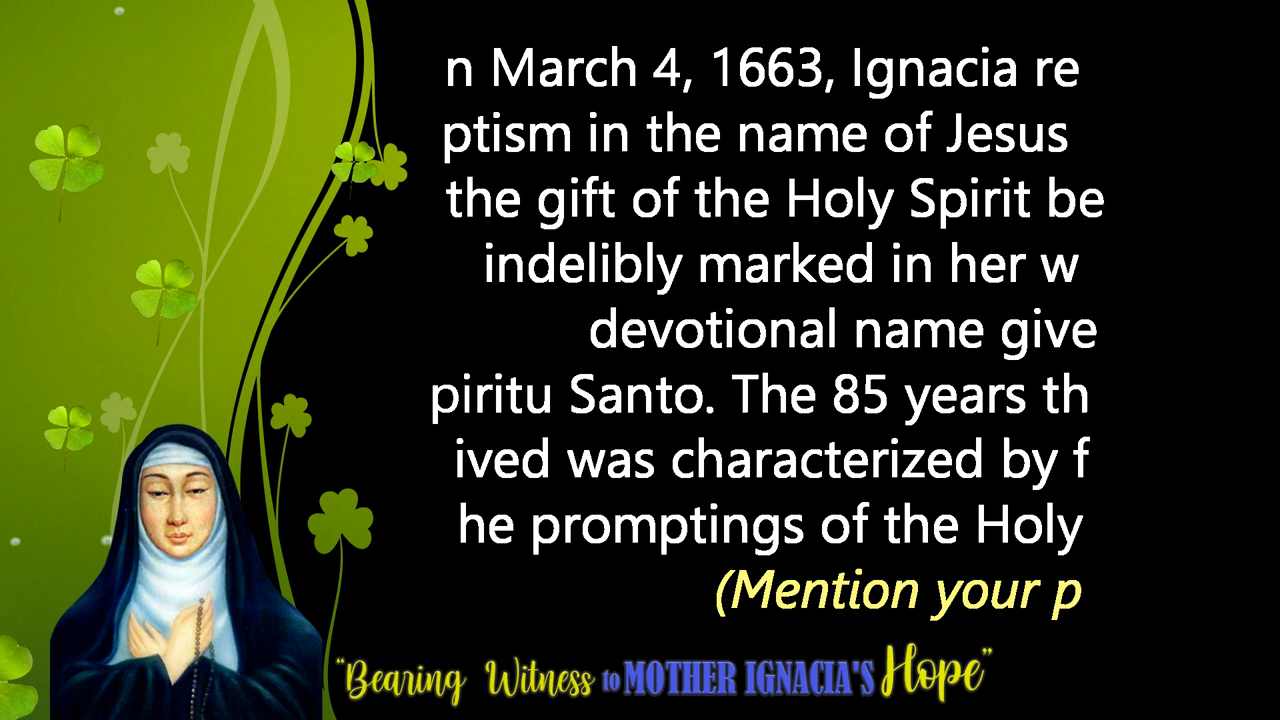 n March 4, 1663, Ignacia re
ptism in the name of Jesus
the gift of the Holy Spirit be
indelibly marked in her w
devotional name give
piritu Santo. The 85 years th
ived was characterized by f
he promptings of the Holy
(Mention your p
"Bearing Witness to MOTHER IGNACIA'S Hope"